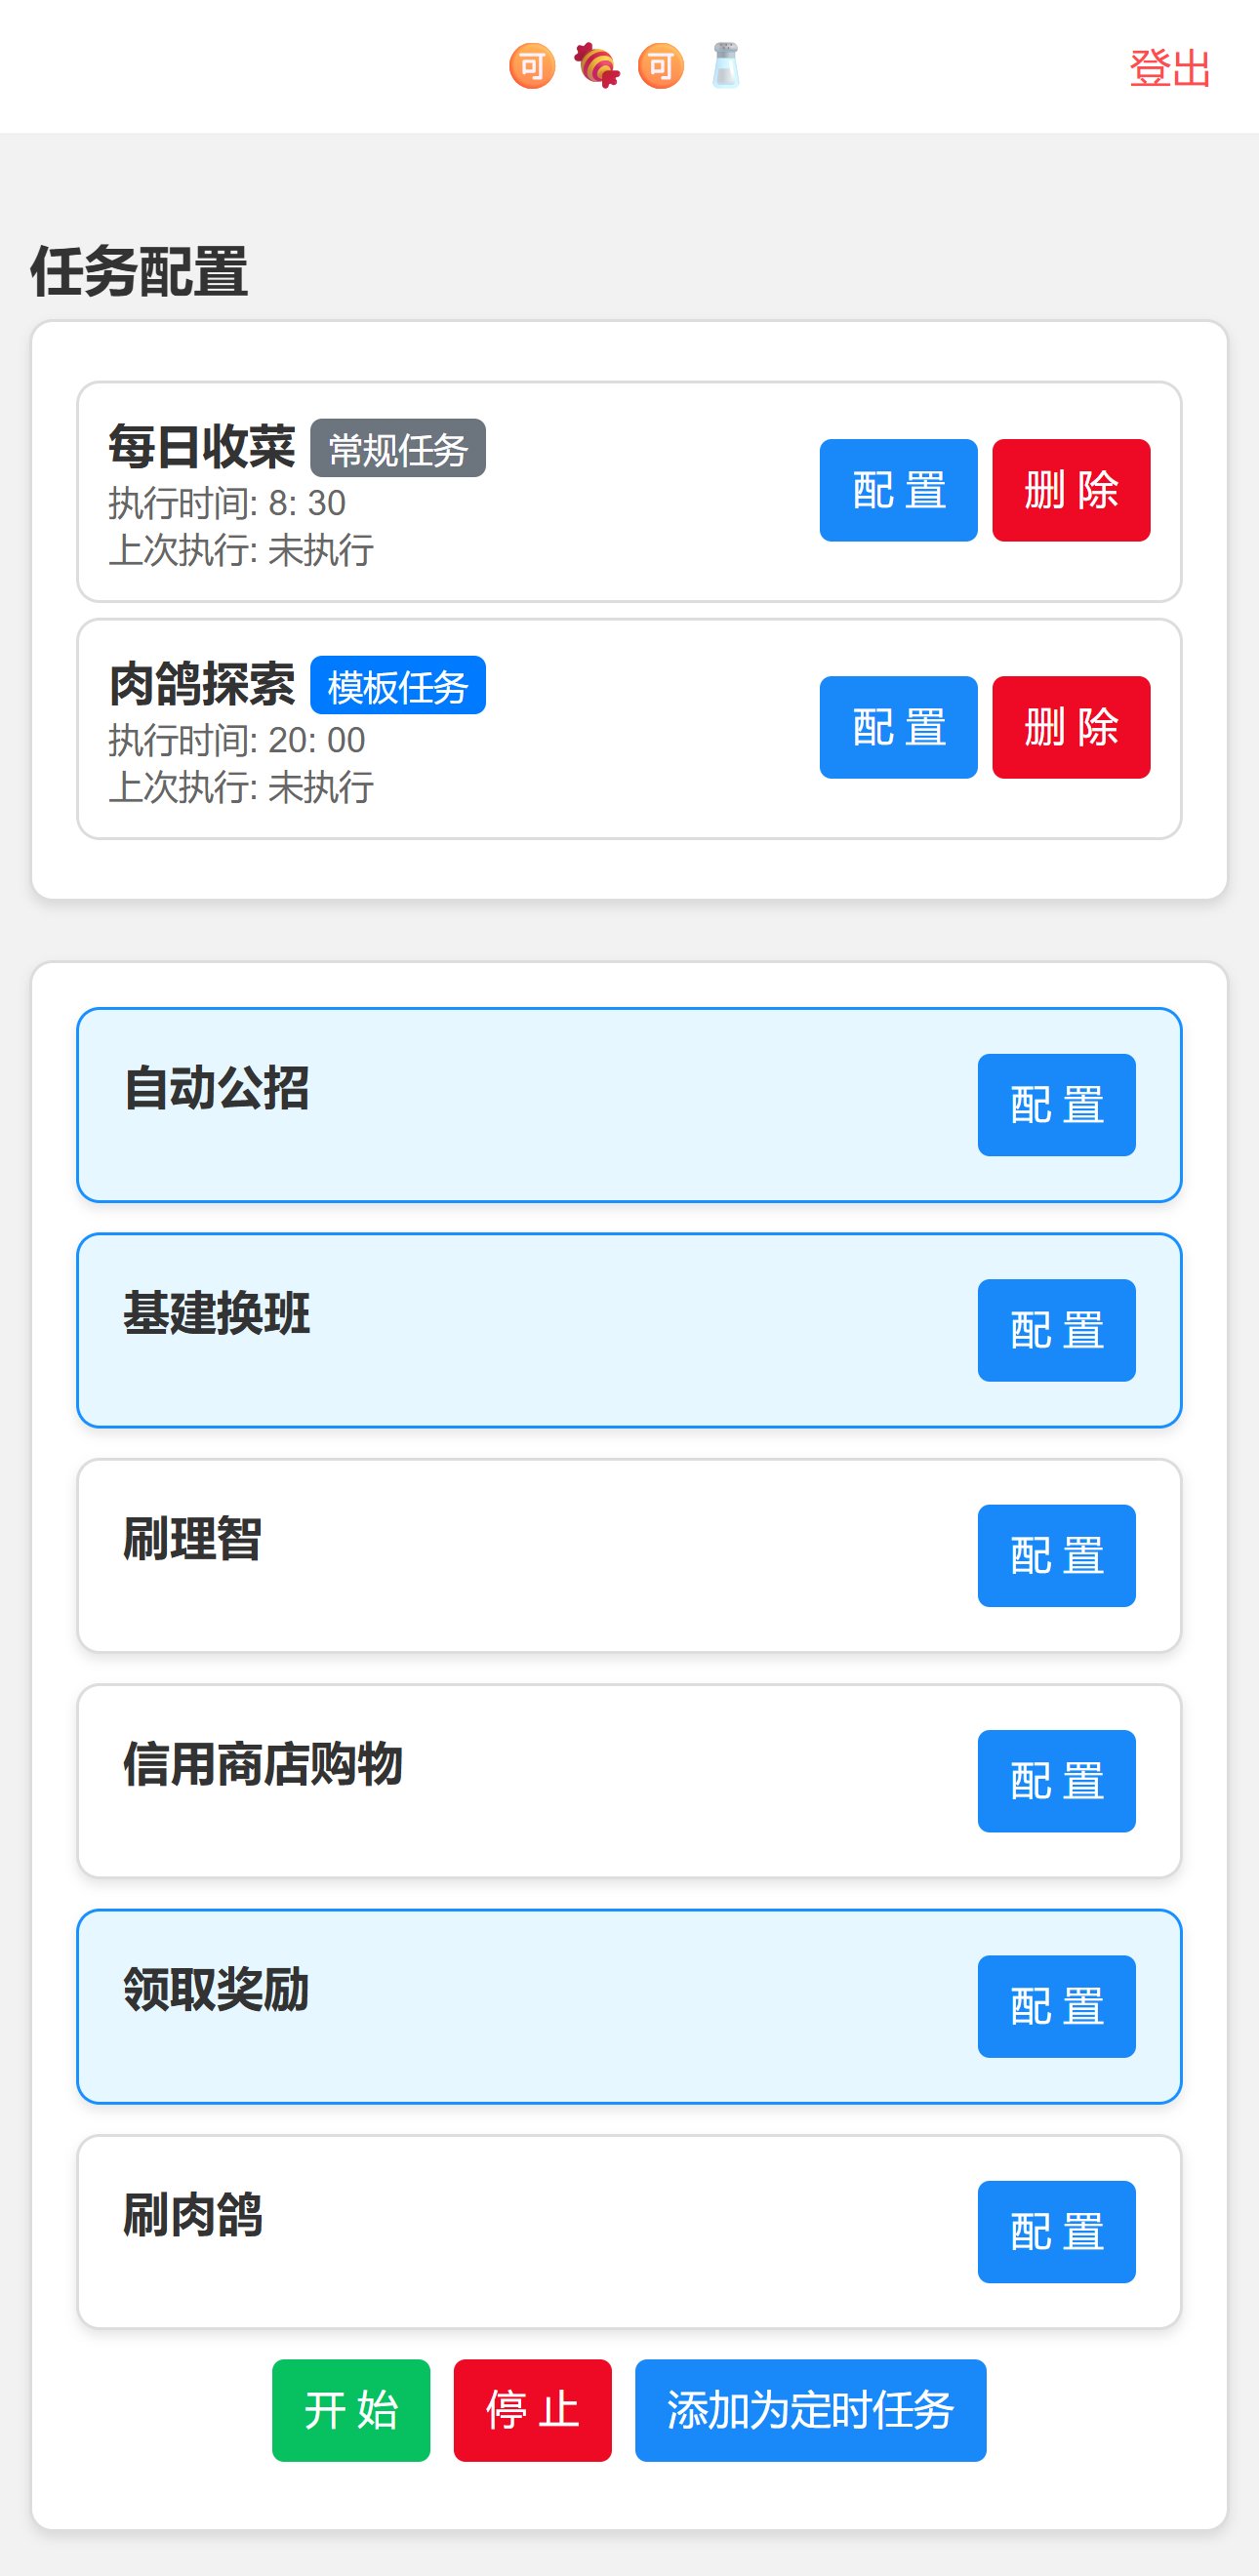 🉑 🍠 🉑 🧂 登出
任务配置
每日收菜 常规任务
执行时间: 8: 30
上次执行: 未执行
配 置 删 除
肉鸽探索 模板任务
执行时间: 20: 00
上次执行: 未执行
配 置 删 除
自动公招 配 置
基建换班 配 置
刷理智 配 置
信用商店购物 配 置
领取奖励 配 置
刷肉鸽 配 置
开 始 停 止 添加为定时任务